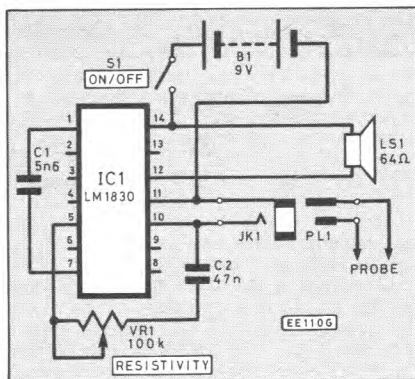 S1
ON/OFF
B1
9V
1
14
C1
5n6
2
13
3
12
IC1
LM1830
LS1
64Ω
4
11
5
10
6
9
7
8
JK1
PL1
C2
47n
PROBE
VR1
100k
EE110G
RESISTIVITY